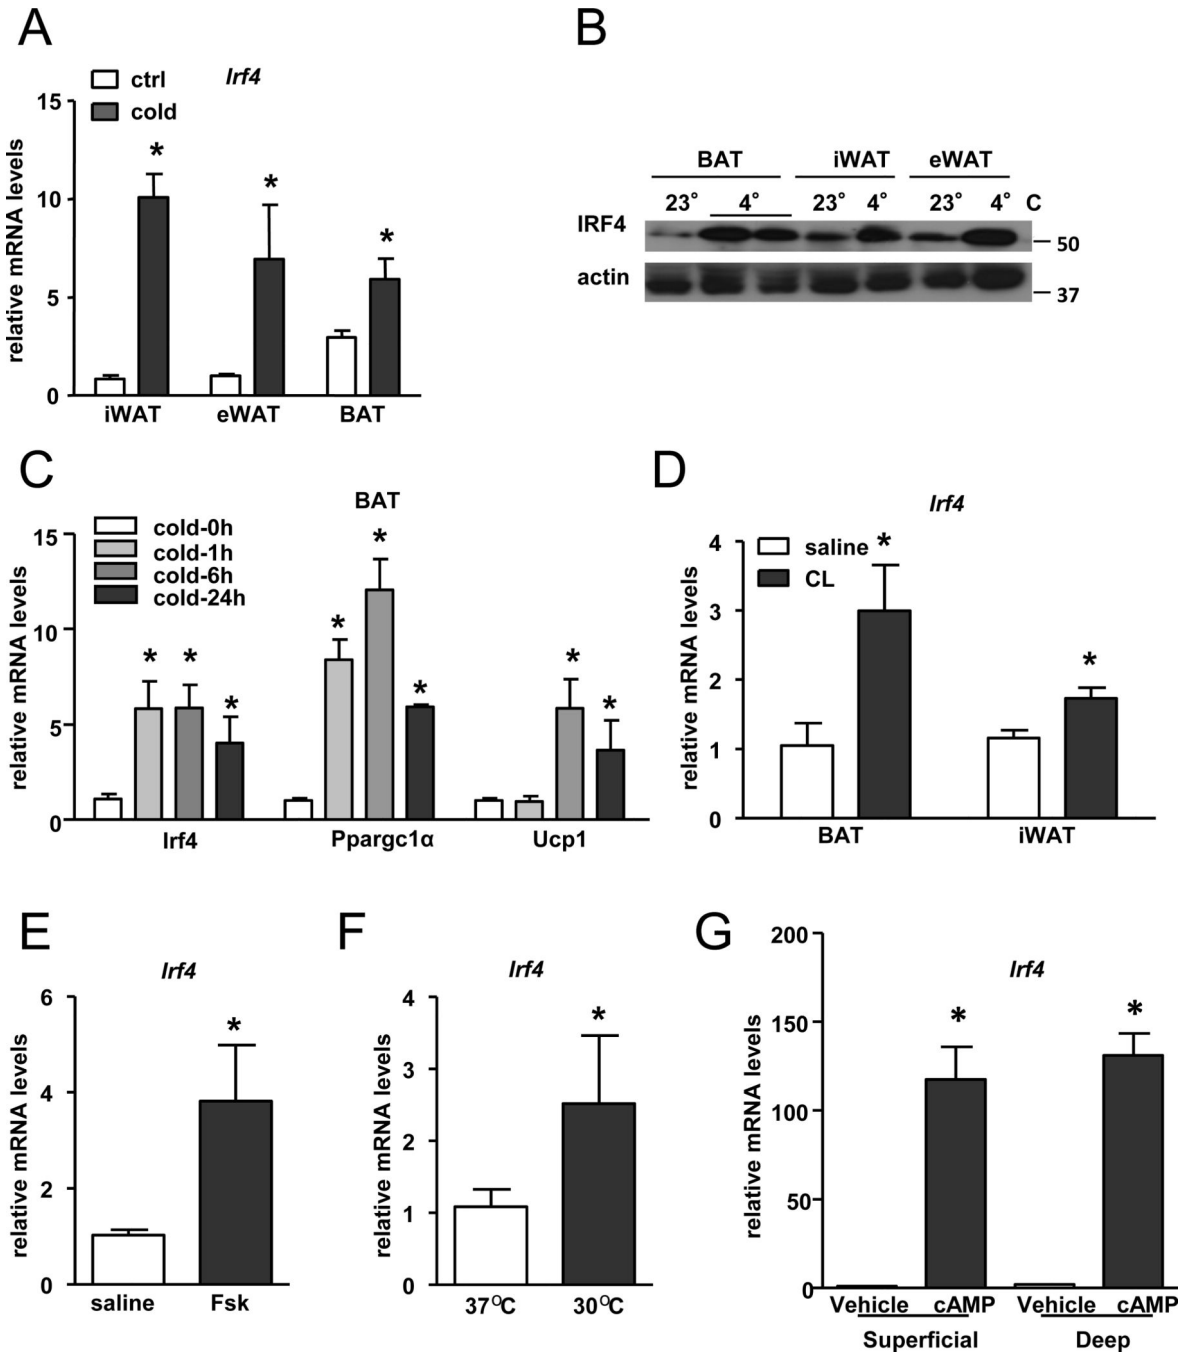 A
Irf4
ctrl
cold
relative mRNA levels
15
10
5
0
*
*
*
iWAT eWAT BAT
B
BAT iWAT eWAT
23° 4° 23° 4° 23° 4° C
IRF4
50
actin
37
C
BAT
cold-0h
cold-1h
cold-6h
cold-24h
relative mRNA levels
15
10
5
0
* * *
* * *
* *
Irf4 Ppargc1α Ucp1
D
Irf4
saline
CL
relative mRNA levels
4
3
2
1
0
*
*
BAT iWAT
E
Irf4
relative mRNA levels
6
4
2
0
*
saline Fsk
F
Irf4
relative mRNA levels
4
3
2
1
0
*
37°C 30°C
G
Irf4
relative mRNA levels
200
150
100
50
0
* *
Vehicle cAMP Vehicle cAMP
Superficial Deep